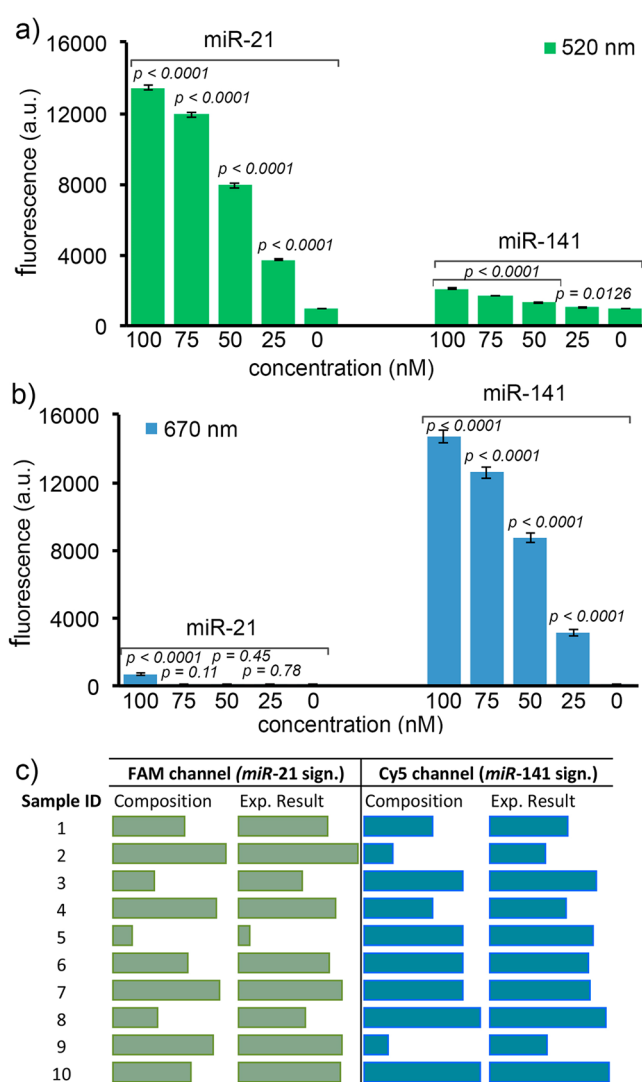 a)
16000
miR-21
520 nm
p < 0.0001
p < 0.0001
12000
p < 0.0001
8000
fluorescence (a.u.)
p < 0.0001
miR-141
4000
p < 0.0001
p = 0.0126
0
100 75 50 25 0 100 75 50 25 0
concentration (nM)
b)
16000
miR-141
670 nm
p < 0.0001
p < 0.0001
12000
p < 0.0001
8000
fluorescence (a.u.)
p < 0.0001
4000
miR-21
p < 0.0001 p = 0.45
p = 0.11 p = 0.78
0
100 75 50 25 0 100 75 50 25 0
concentration (nM)
c)
FAM channel (miR-21 sign.) Cy5 channel (miR-141 sign.)
Sample ID Composition Exp. Result Composition Exp. Result
1
2
3
4
5
6
7
8
9
10